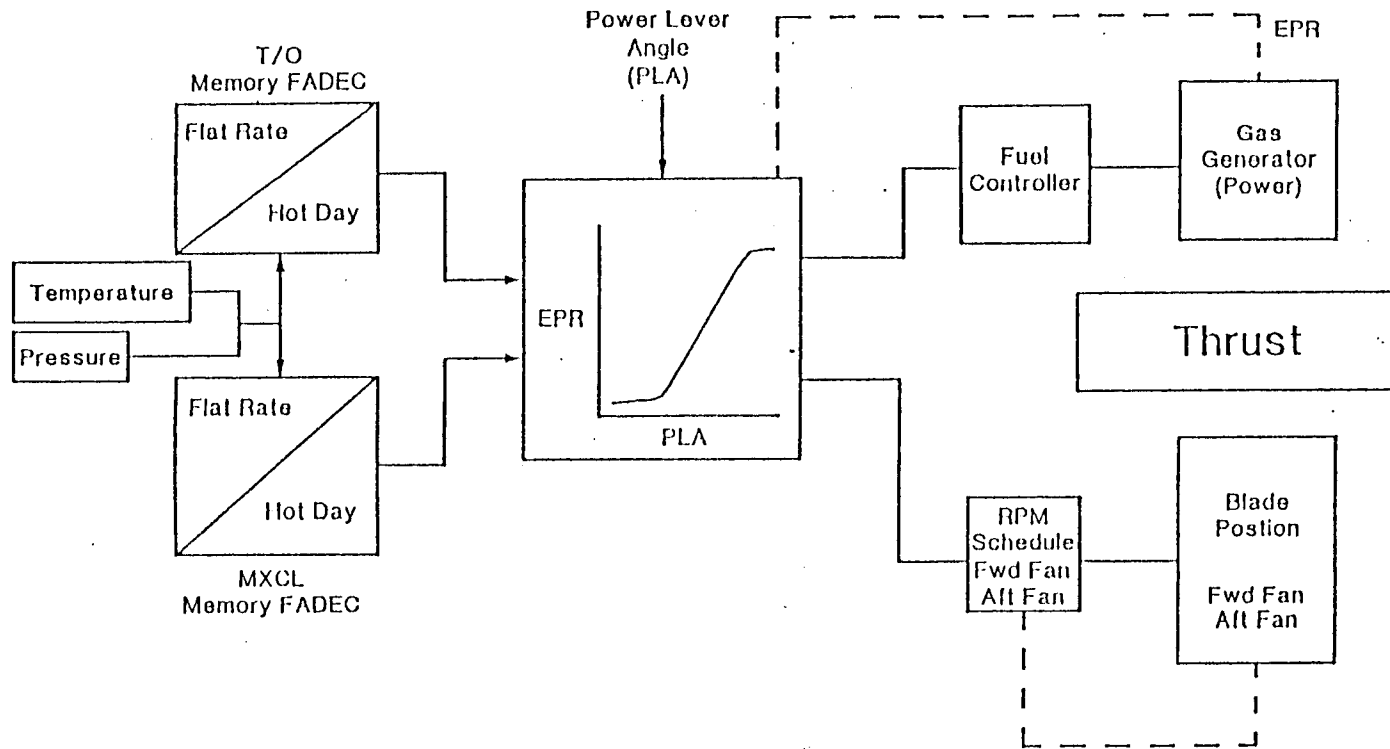 T/O
Memory FADEC
Flat Rate
Hot Day
Temperature
Pressure
Flat Rate
Hot Day
MXCL
Memory FADEC
Power Lever
Angle
(PLA)
EPR
PLA
EPR
Fuel
Controller
Gas
Generator
(Power)
Thrust
RPM
Schedule
Fwd Fan
Aft Fan
Blade
Postion
Fwd Fan
Aft Fan